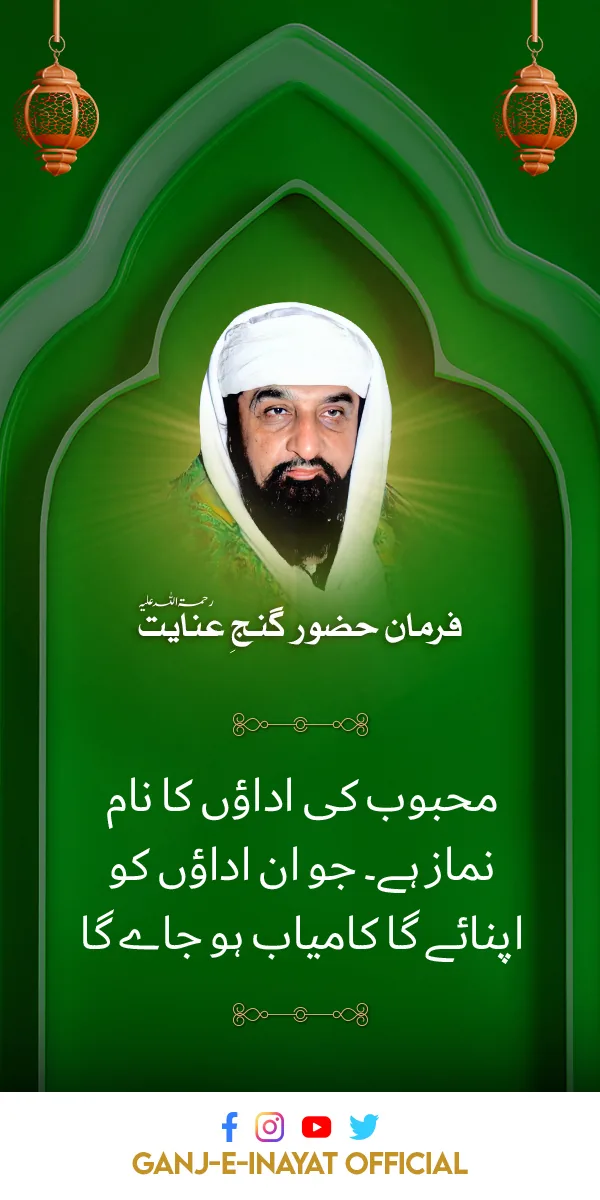 رحمۃ اللہ علیہ
فرمان حضور گنجِ عنایت
محبوب کی اداؤں کا نام
نماز ہے۔ جو ان اداؤں کو
اپنائے گا کامیاب ہو جاے گا
GANJ-E-INAYAT OFFICIAL